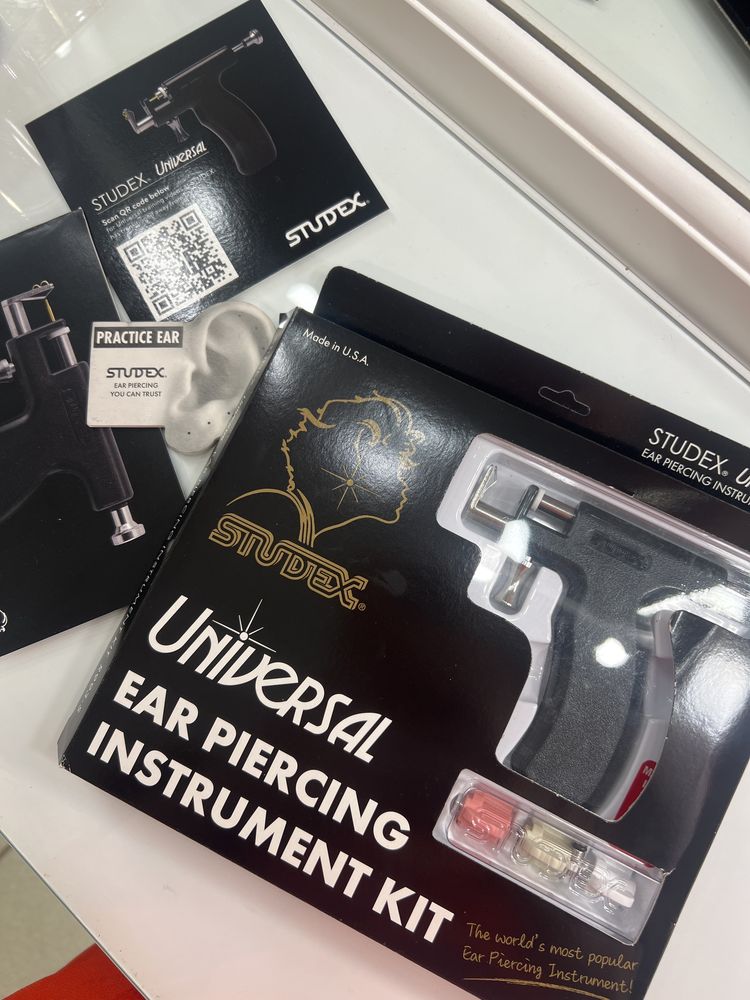 STUDEX® UNIVERSAL
Scan QR code below
STUDEX®
PRACTICE EAR
STUDEX®
EAR PIERCING
YOU CAN TRUST
Made in U.S.A.
STUDEX®
UNIVERSAL
EAR PIERCING
INSTRUMENT KIT
STUDEX®
EAR PIERCING
The world's most popular
Ear Piercing Instrument!